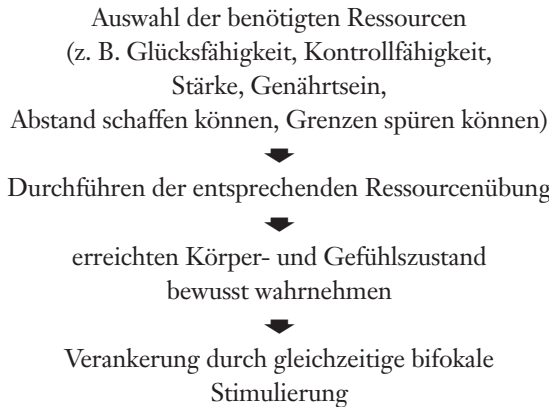 Auswahl der benötigten Ressourcen
(z. B. Glücksfähigkeit, Kontrollfähigkeit,
Stärke, Genährtsein,
Abstand schaffen können, Grenzen spüren können)
Durchführen der entsprechenden Ressourcenübung
erreichten Körper- und Gefühlszustand
bewusst wahrnehmen
Verankerung durch gleichzeitige bifokale
Stimulierung